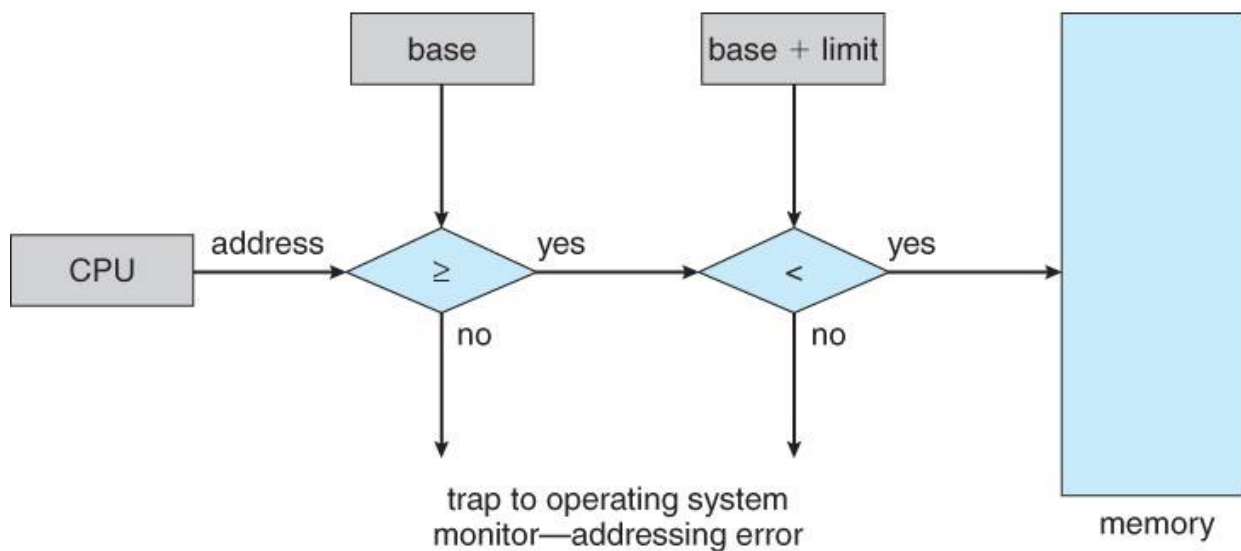 base
base + limit
CPU
address
≥
yes
<
yes
no
no
trap to operating system
monitor—addressing error
memory